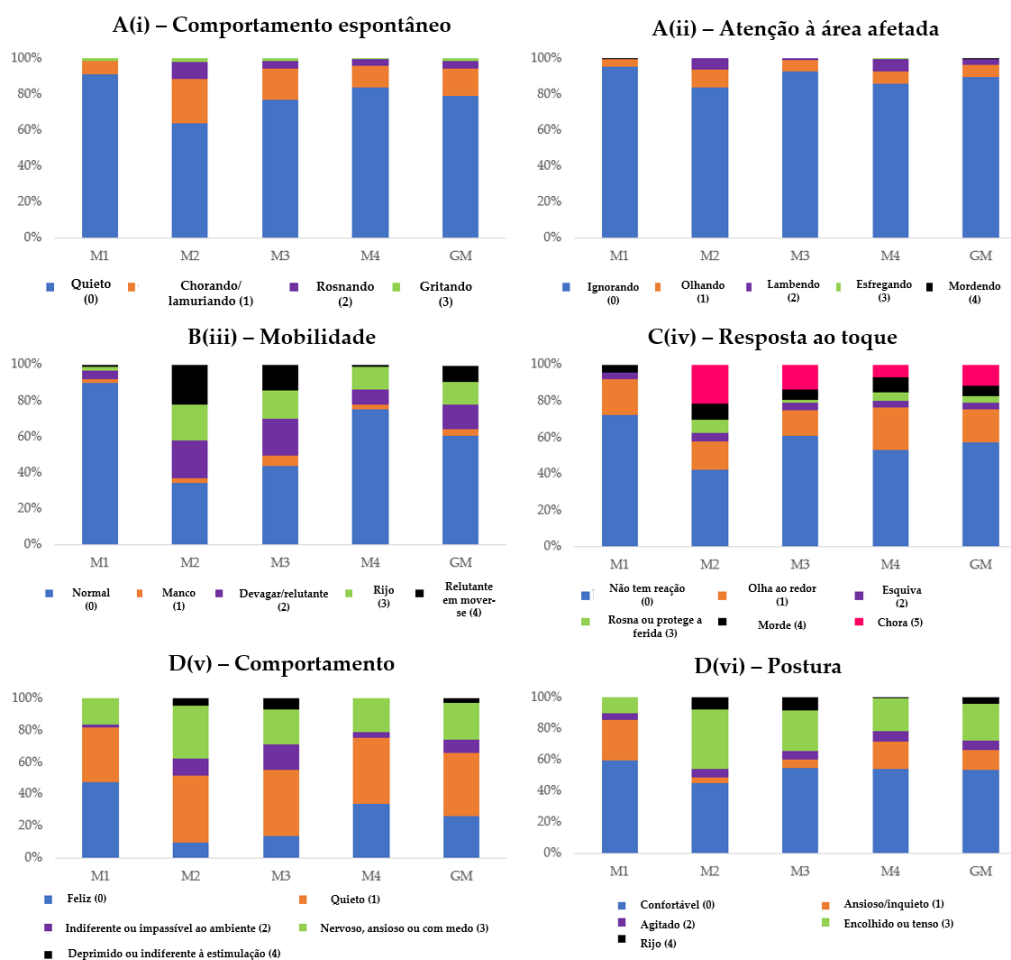 A(i) – Comportamento espontâneo
100%
80%
60%
40%
20%
0%
M1 M2 M3 M4 GM
Quieto
(0)
Chorando/
lamuriando (1)
Rosnando
(2)
Gritando
(3)
A(ii) – Atenção à área afetada
100%
80%
60%
40%
20%
0%
M1 M2 M3 M4 GM
Ignorando
(0)
Olhando
(1)
Lambendo
(2)
Esfregando
(3)
Mordendo
(4)
B(iii) – Mobilidade
100%
80%
60%
40%
20%
0%
M1 M2 M3 M4 GM
Normal
(0)
Manco
(1)
Devagar/relutante
(2)
Rijo
(3)
Relutante
em mover-
se (4)
C(iv) – Resposta ao toque
100%
80%
60%
40%
20%
0%
M1 M2 M3 M4 GM
Não tem reação
(0)
Olha ao redor
(1)
Esquiva
(2)
Rosna ou protege a
ferida (3)
Morde (4)
Chora (5)
D(v) – Comportamento
100%
80%
60%
40%
20%
0%
M1 M2 M3 M4 GM
Feliz (0)
Quieto (1)
Indiferente ou impassível ao ambiente (2)
Nervoso, ansioso ou com medo (3)
Deprimido ou indiferente à estimulação (4)
D(vi) – Postura
100%
80%
60%
40%
20%
0%
M1 M2 M3 M4 GM
Confortável (0)
Ansioso/inquieto (1)
Agitado (2)
Encolhido ou tenso (3)
Rijo (4)